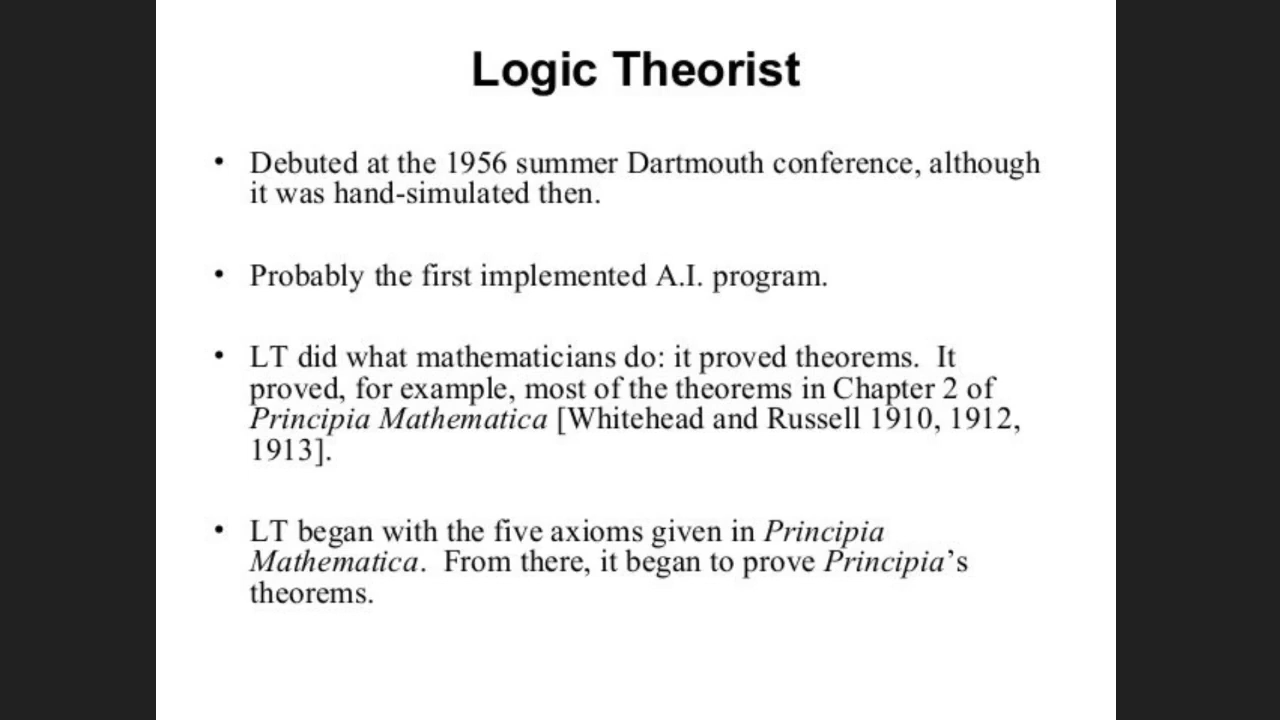 Logic Theorist
• Debuted at the 1956 summer Dartmouth conference, although
it was hand-simulated then.
• Probably the first implemented A.I. program.
• LT did what mathematicians do: it proved theorems.  It
proved, for example, most of the theorems in Chapter 2 of
Principia Mathematica [Whitehead and Russell 1910, 1912,
1913].
• LT began with the five axioms given in Principia
Mathematica.  From there, it began to prove Principia’s
theorems.